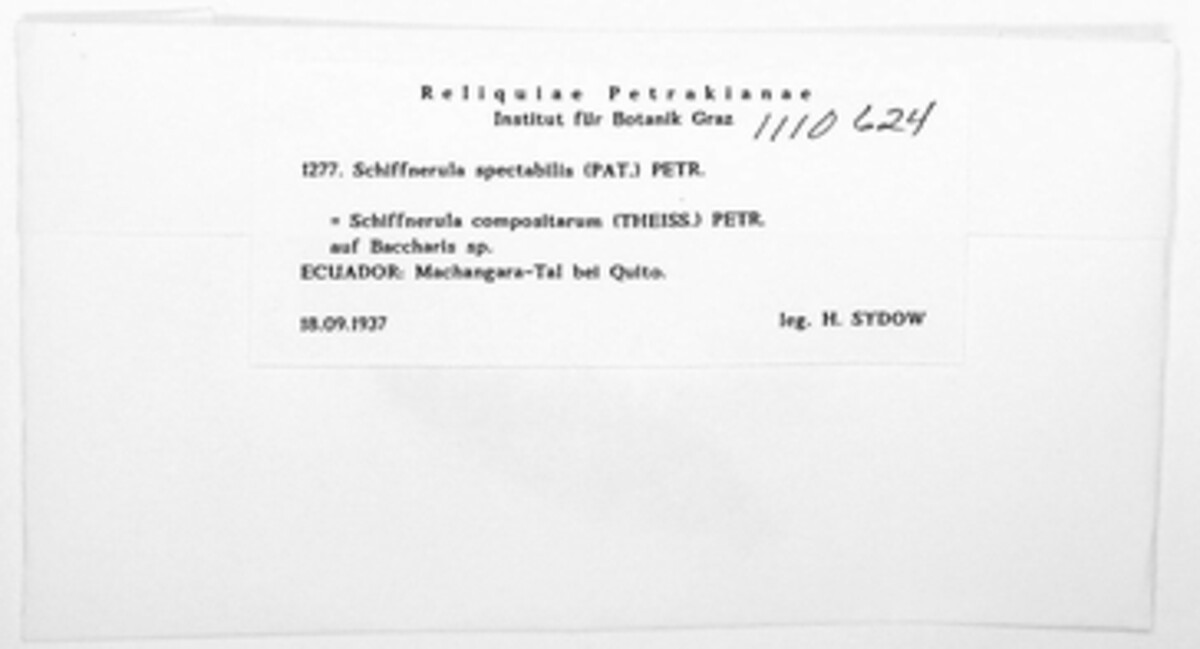 Reliquiae Petrakianae
Institut für Botanik Graz 1110624
1277. Schiffnerula spectabilis (PAT.) PETR.
= Schiffnerula compositarum (THEISS.) PETR.
auf Baccharis sp.
ECUADOR: Machangara-Tal bei Quito.
18.09.1937 leg. H. SYDOW